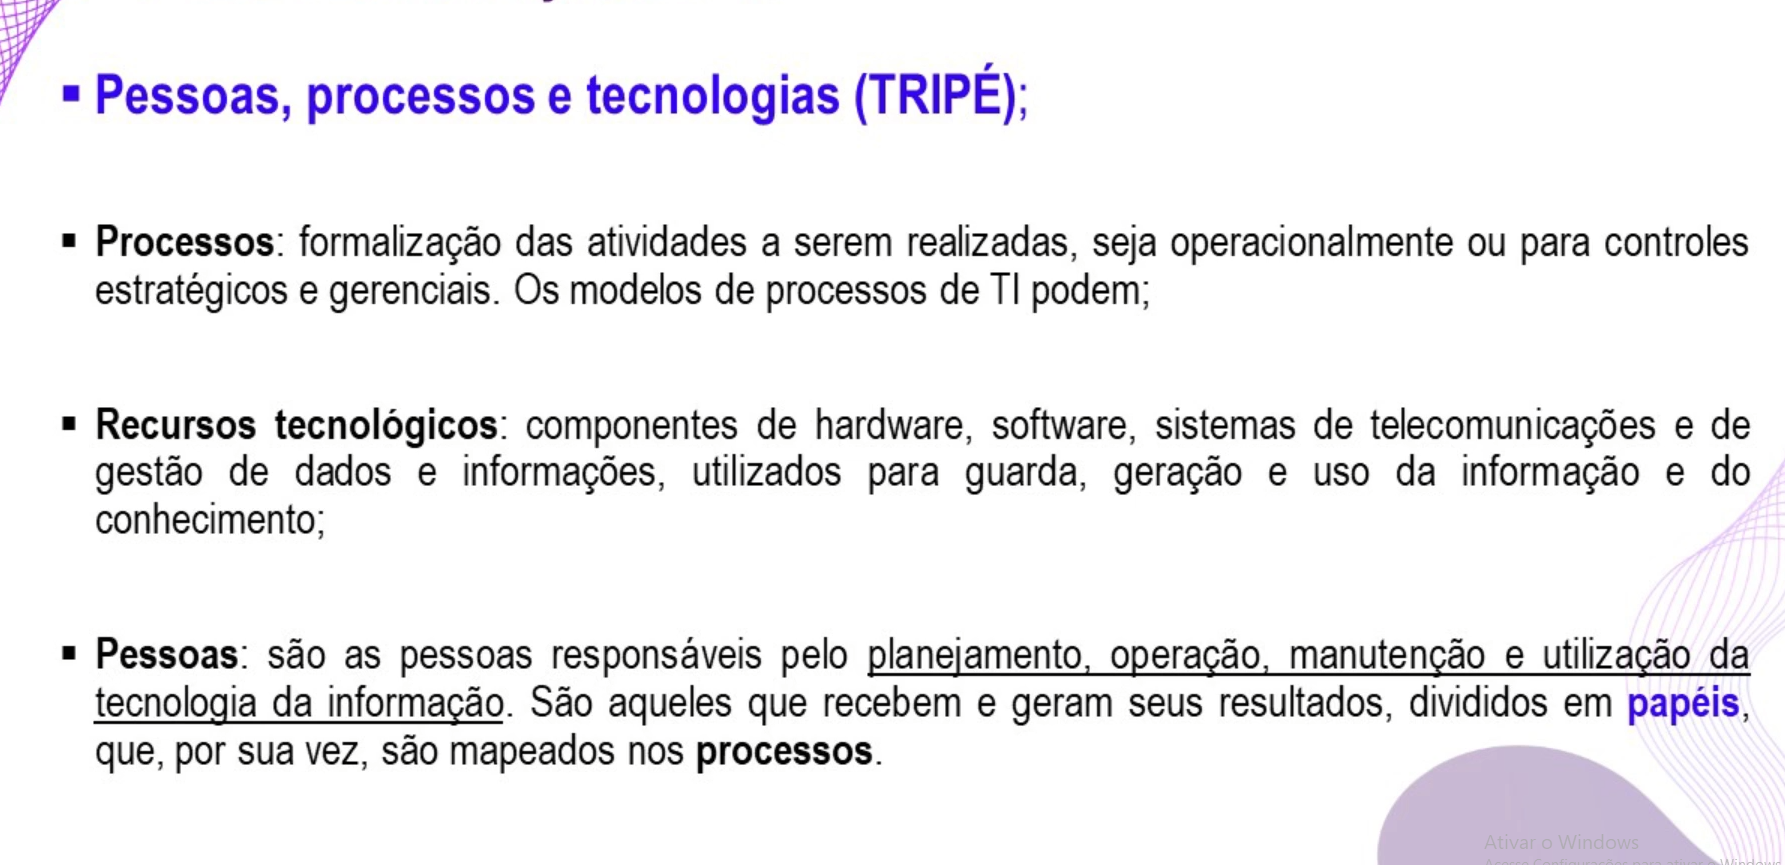 ▪ Pessoas, processos e tecnologias (TRIPÉ);
▪ Processos: formalização das atividades a serem realizadas, seja operacionalmente ou para controles
estratégicos e gerenciais. Os modelos de processos de TI podem;
▪ Recursos tecnológicos: componentes de hardware, software, sistemas de telecomunicações e de
gestão de dados e informações, utilizados para guarda, geração e uso da informação e do
conhecimento;
▪ Pessoas: são as pessoas responsáveis pelo planejamento, operação, manutenção e utilização da
tecnologia da informação. São aqueles que recebem e geram seus resultados, divididos em papéis,
que, por sua vez, são mapeados nos processos.
Ativar o Windows